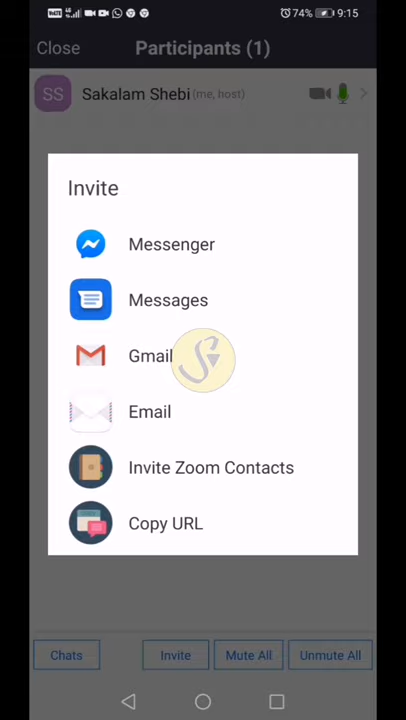 74% 9:15
Close Participants (1)
SS Sakalam Shebi (me, host)
Invite
Messenger
Messages
Gmail
Email
Invite Zoom Contacts
Copy URL
Chats Invite Mute All Unmute All